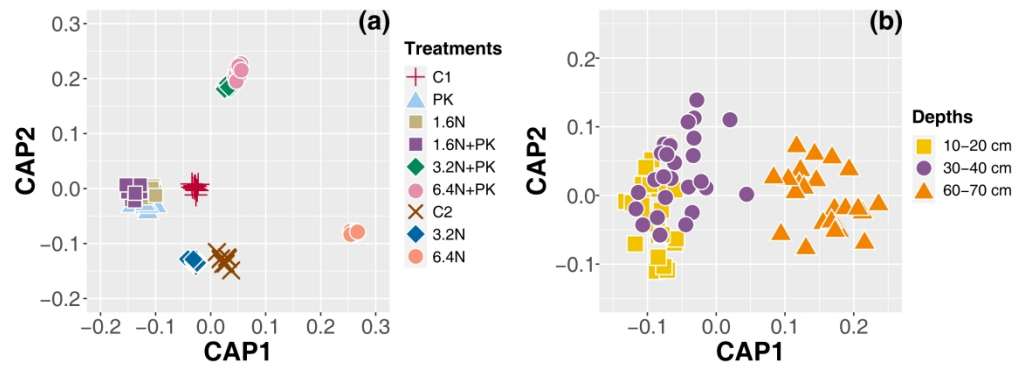 (a)
CAP2
0.3
0.2
0.1
0.0
−0.1
−0.2
−0.2 −0.1 0.0 0.1 0.2 0.3
CAP1
Treatments
C1
PK
1.6N
1.6N+PK
3.2N+PK
6.4N+PK
C2
3.2N
6.4N
(b)
CAP2
0.2
0.1
0.0
−0.1
−0.1 0.0 0.1 0.2
CAP1
Depths
10−20 cm
30−40 cm
60−70 cm